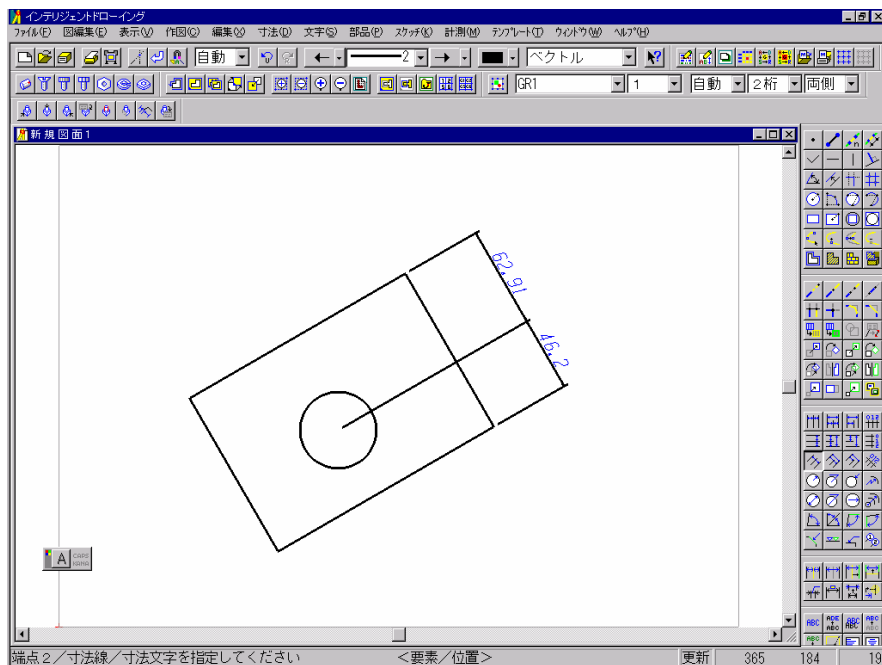 インテリジェントドローイング
ファイル(F) 図編集(E) 表示(V) 作図(C) 編集(X) 寸法(D) 文字(S) 部品(P) スケッチ(K) 計測(M) テンプレート(T) ウィンドウ(W) ヘルプ(H)
自動 2 ベクトル
GR1 1 自動 2桁 両側
新規図面1
62.91
46.2
A CAPS KANA
端点2/寸法線/寸法文字を指定してください <要素/位置> 更新 365 184 19